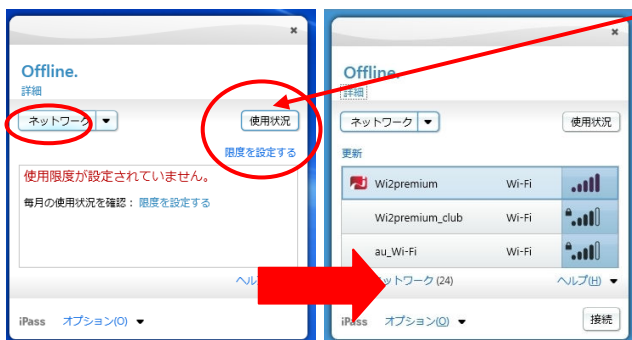 Offline.
詳細
ネットワーク
使用状況
限度を設定する
使用限度が設定されていません。
毎月の使用状況を確認： 限度を設定する
ヘル
iPass オプション(O)
Offline.
詳細
ネットワーク
使用状況
更新
Wi2premium Wi-Fi
Wi2premium_club Wi-Fi
au_Wi-Fi Wi-Fi
ットワーク (24) ヘルプ(H)
iPass オプション(O)
接続